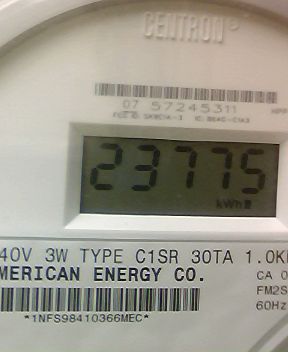 CENTRON®
07 57245311
23775
kWh
40V 3W TYPE C1SR 30TA 1.0K
MERICAN ENERGY CO.
CA 0
FM2S
60Hz
*1NFS98410366MEC*